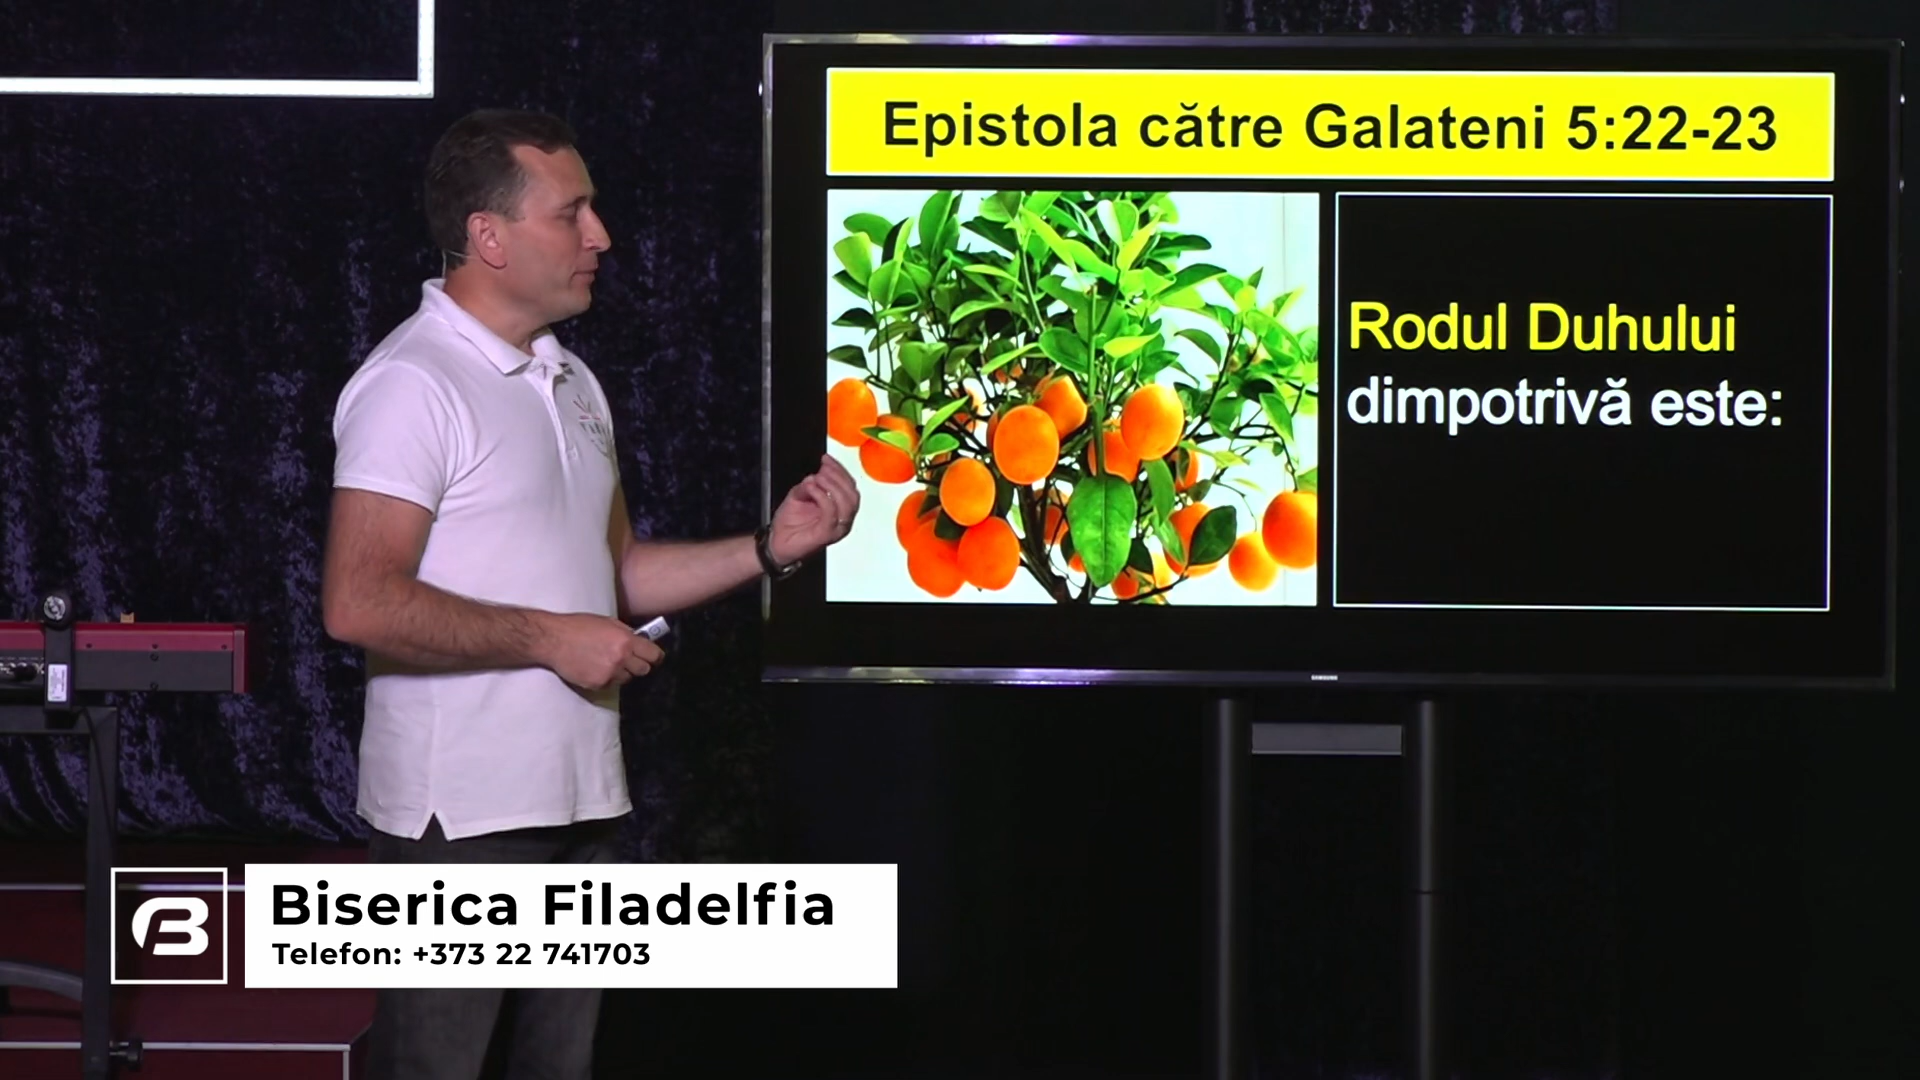 Epistola către Galateni 5:22-23
Rodul Duhului
dimpotrivă este:
B
Biserica Filadelfia
Telefon: +373 22 741703